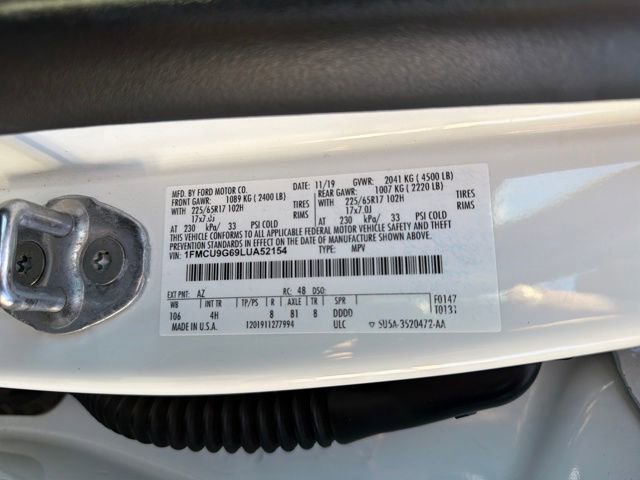 MFD. BY FORD MOTOR CO. 11/19 GVWR: 2041 KG ( 4500 LB)
FRONT GAWR: 1089 KG ( 2400 LB) REAR GAWR: 1007 KG ( 2220 LB)
WITH 225/65R17 102H TIRES WITH 225/65R17 102H TIRES
17x7.0J RIMS 17x7.0J RIMS
AT 230 kPa/ 33 PSI COLD AT 230 kPa/ 33 PSI COLD
THIS VEHICLE CONFORMS TO ALL APPLICABLE FEDERAL MOTOR VEHICLE SAFETY AND THEFT
PREVENTION STANDARDS IN EFFECT ON THE DATE OF MANUFACTURE SHOWN ABOVE.
VIN: 1FMCU9G69LUA52154 TYPE: MPV
EXT PNT: AZ RC: 48 DSO:
WB INT TR TP/PS R AXLE TR SPR F0147
106 4H 8 81 8 DDDD T0131
MADE IN U.S.A. 1201911277994 ULC ▽ 5U5A-3520472-AA